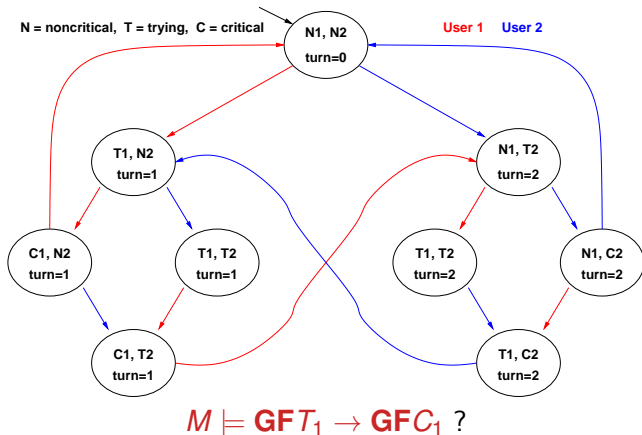 N = noncritical, T = trying, C = critical
User 1 User 2
N1, N2
turn=0
T1, N2
turn=1
N1, T2
turn=2
C1, N2
turn=1
T1, T2
turn=1
T1, T2
turn=2
N1, C2
turn=2
C1, T2
turn=1
T1, C2
turn=2
M ⊨ GFT₁ → GFC₁ ?